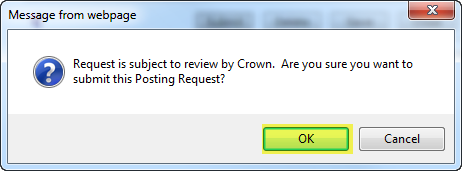 Message from webpage
Request is subject to review by Crown.  Are you sure you want to
submit this Posting Request?
OK
Cancel